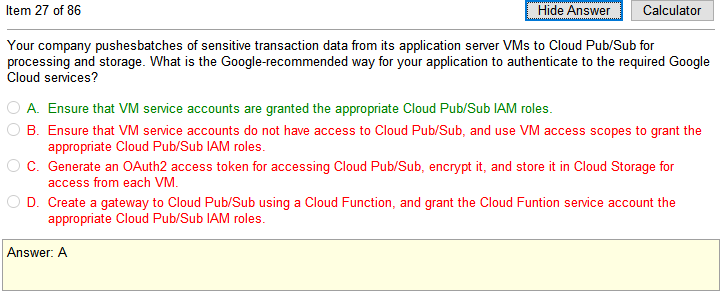 Item 27 of 86
Hide Answer
Calculator
Your company pushesbatches of sensitive transaction data from its application server VMs to Cloud Pub/Sub for
processing and storage. What is the Google-recommended way for your application to authenticate to the required Google
Cloud services?
A. Ensure that VM service accounts are granted the appropriate Cloud Pub/Sub IAM roles.
B. Ensure that VM service accounts do not have access to Cloud Pub/Sub, and use VM access scopes to grant the
appropriate Cloud Pub/Sub IAM roles.
C. Generate an OAuth2 access token for accessing Cloud Pub/Sub, encrypt it, and store it in Cloud Storage for
access from each VM.
D. Create a gateway to Cloud Pub/Sub using a Cloud Function, and grant the Cloud Funtion service account the
appropriate Cloud Pub/Sub IAM roles.
Answer: A